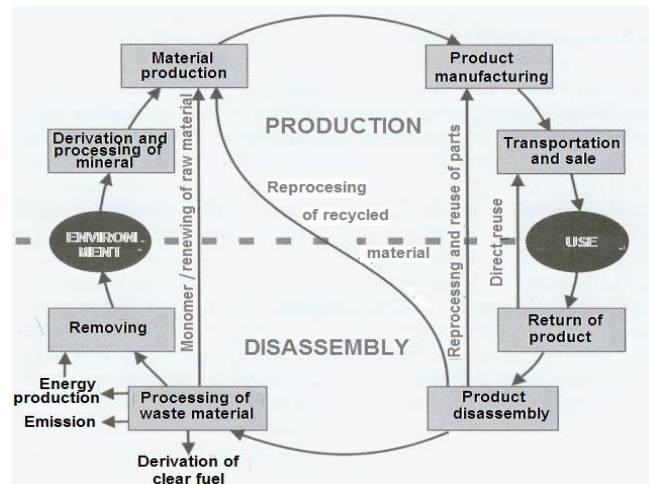 Material
production
Product
manufacturing
Derivation and
processing of
mineral
PRODUCTION
Transportation
and sale
Monomer / renewing of raw material
Reprocesing
of recycled
material
Reprocessng and reuse of parts
Direct reuse
ENVIRON
MENT
USE
Removing
DISASSEMBLY
Return of
product
Energy
production
Processing of
waste material
Product
disassembly
Emission
Derivation of
clear fuel